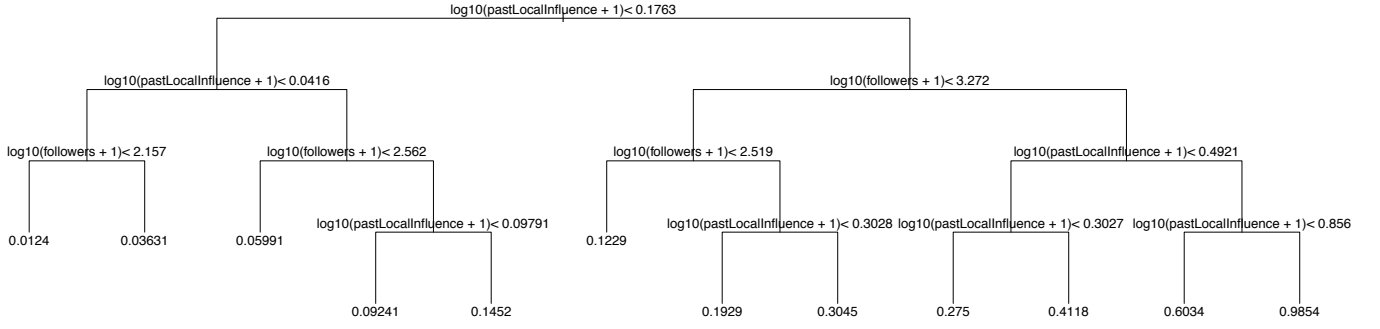 log10(pastLocalInfluence + 1)< 0.1763
log10(pastLocalInfluence + 1)< 0.0416
log10(followers + 1)< 3.272
log10(followers + 1)< 2.157
log10(followers + 1)< 2.562
log10(followers + 1)< 2.519
log10(pastLocalInfluence + 1)< 0.4921
log10(pastLocalInfluence + 1)< 0.09791
log10(pastLocalInfluence + 1)< 0.3028
log10(pastLocalInfluence + 1)< 0.3027
log10(pastLocalInfluence + 1)< 0.856
0.0124
0.03631
0.05991
0.1229
0.09241
0.1452
0.1929
0.3045
0.275
0.4118
0.6034
0.9854